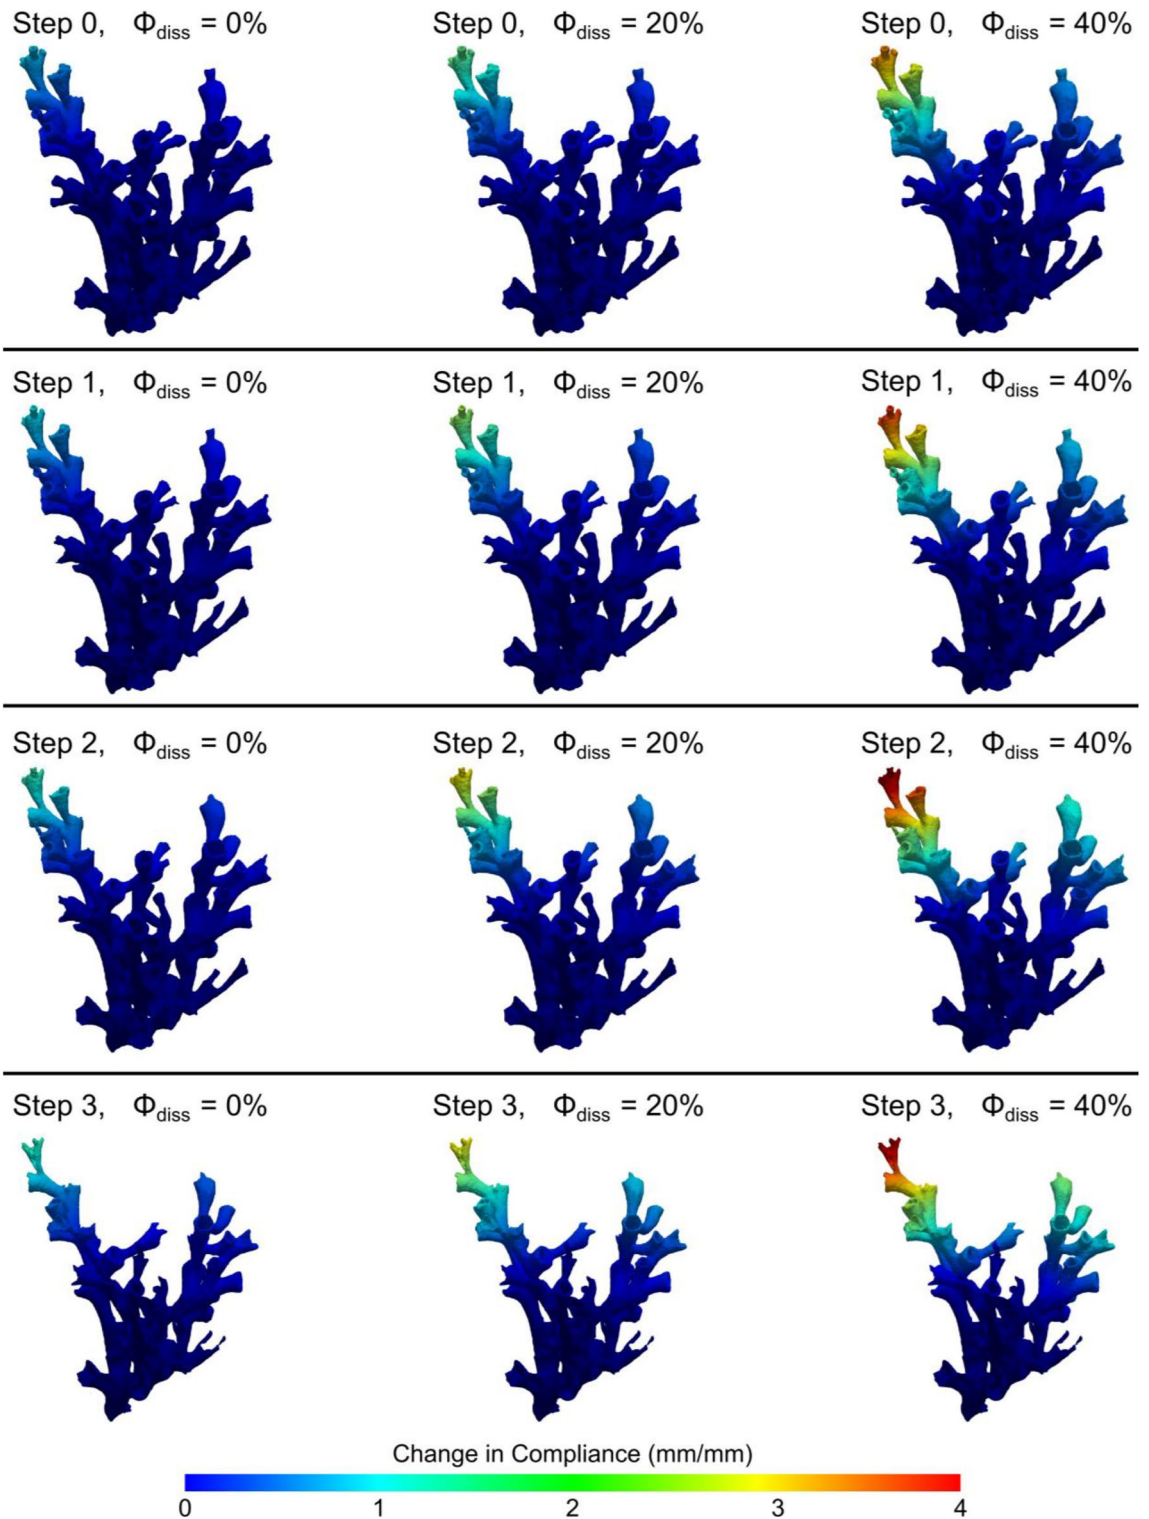 Step 0, Φdiss = 0%
Step 0, Φdiss = 20%
Step 0, Φdiss = 40%
Step 1, Φdiss = 0%
Step 1, Φdiss = 20%
Step 1, Φdiss = 40%
Step 2, Φdiss = 0%
Step 2, Φdiss = 20%
Step 2, Φdiss = 40%
Step 3, Φdiss = 0%
Step 3, Φdiss = 20%
Step 3, Φdiss = 40%
Change in Compliance (mm/mm)
0 1 2 3 4